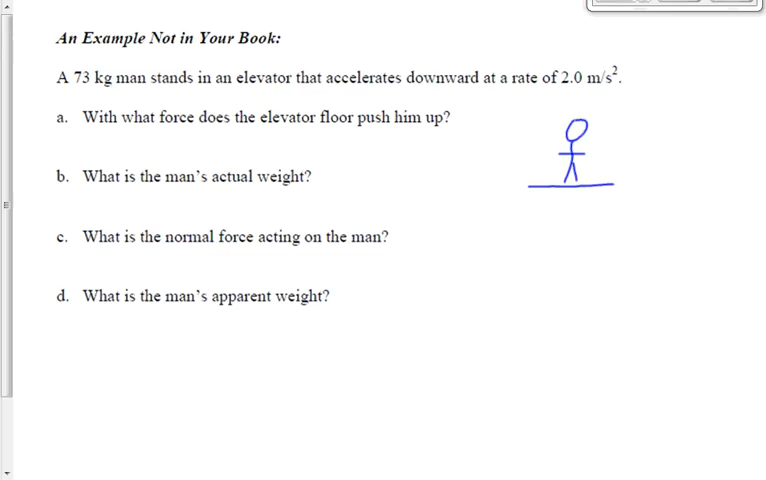 An Example Not in Your Book:
A 73 kg man stands in an elevator that accelerates downward at a rate of 2.0 m/s².
a. With what force does the elevator floor push him up?
b. What is the man's actual weight?
c. What is the normal force acting on the man?
d. What is the man's apparent weight?